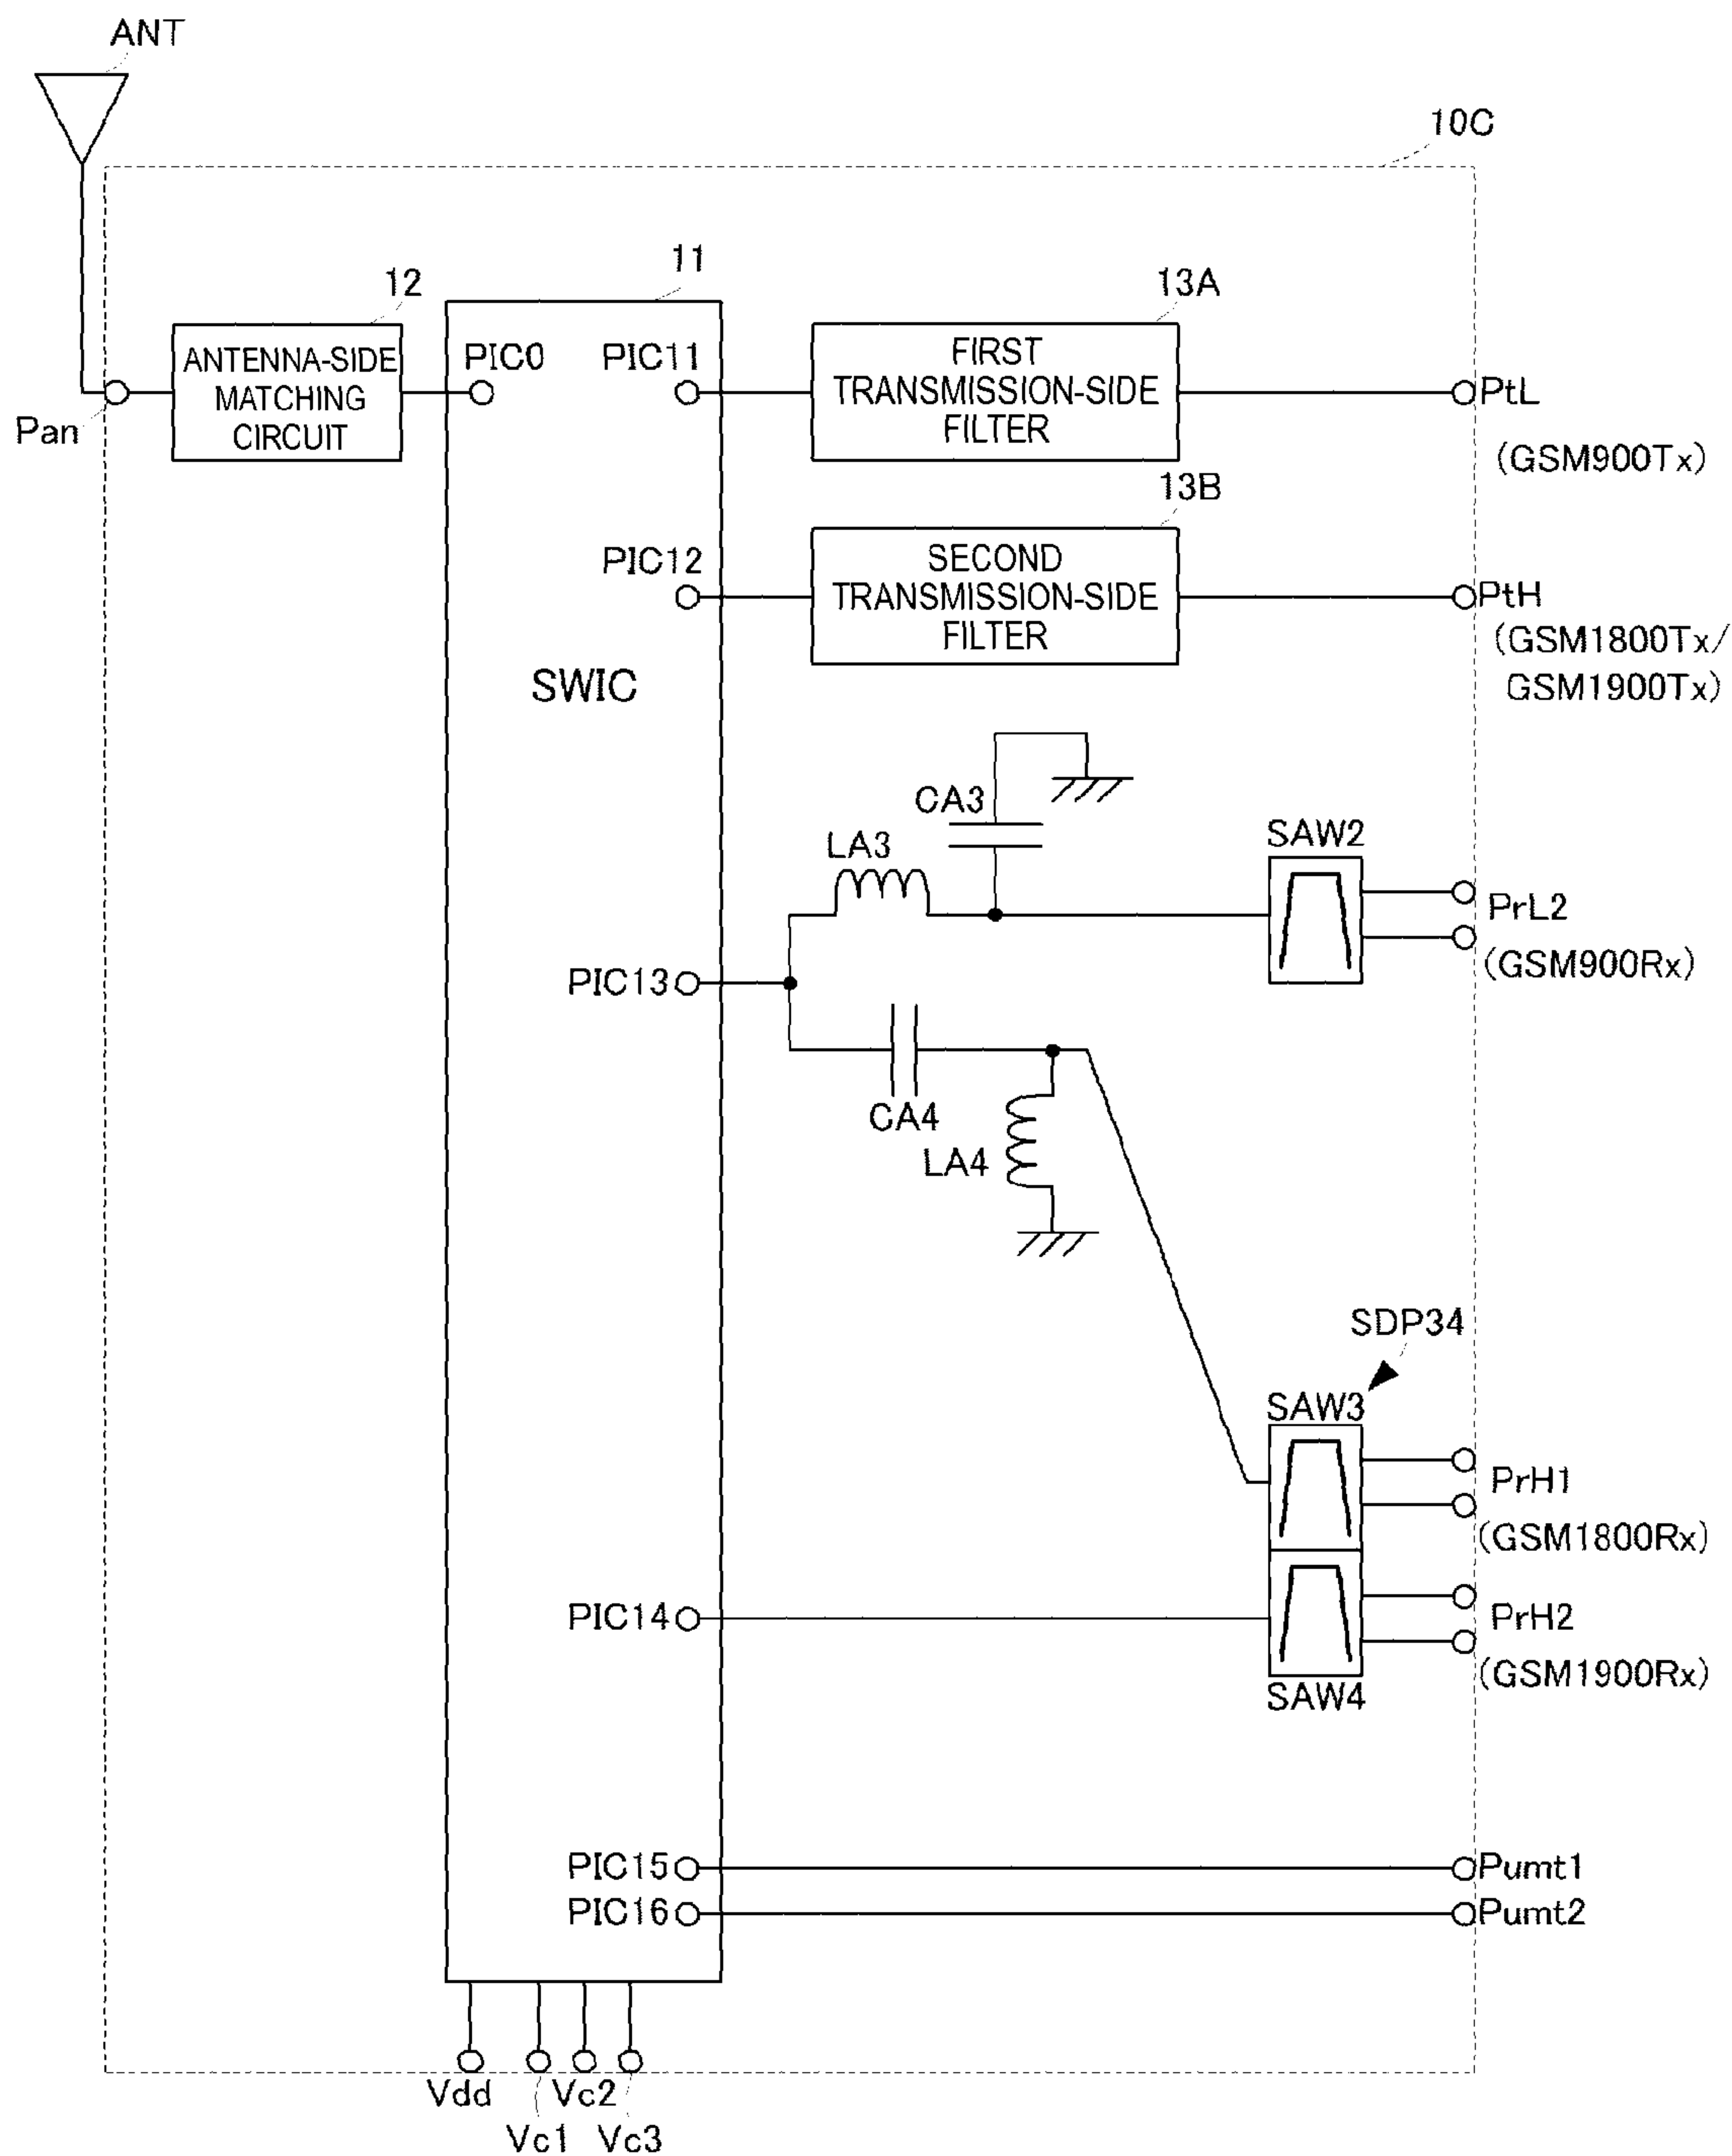 ANT
10C
12
11
13A
ANTENNA-SIDE
MATCHING
CIRCUIT
Pan
PIC0
PIC11
FIRST
TRANSMISSION-SIDE
FILTER
PtL
(GSM900Tx)
13B
PIC12
SECOND
TRANSMISSION-SIDE
FILTER
PtH
(GSM1800Tx/
GSM1900Tx)
SWIC
CA3
LA3
SAW2
PrL2
(GSM900Rx)
PIC13
CA4
LA4
SDP34
SAW3
PrH1
(GSM1800Rx)
PIC14
PrH2
(GSM1900Rx)
SAW4
PIC15
Pumt1
PIC16
Pumt2
Vdd
Vc2
Vc1
Vc3